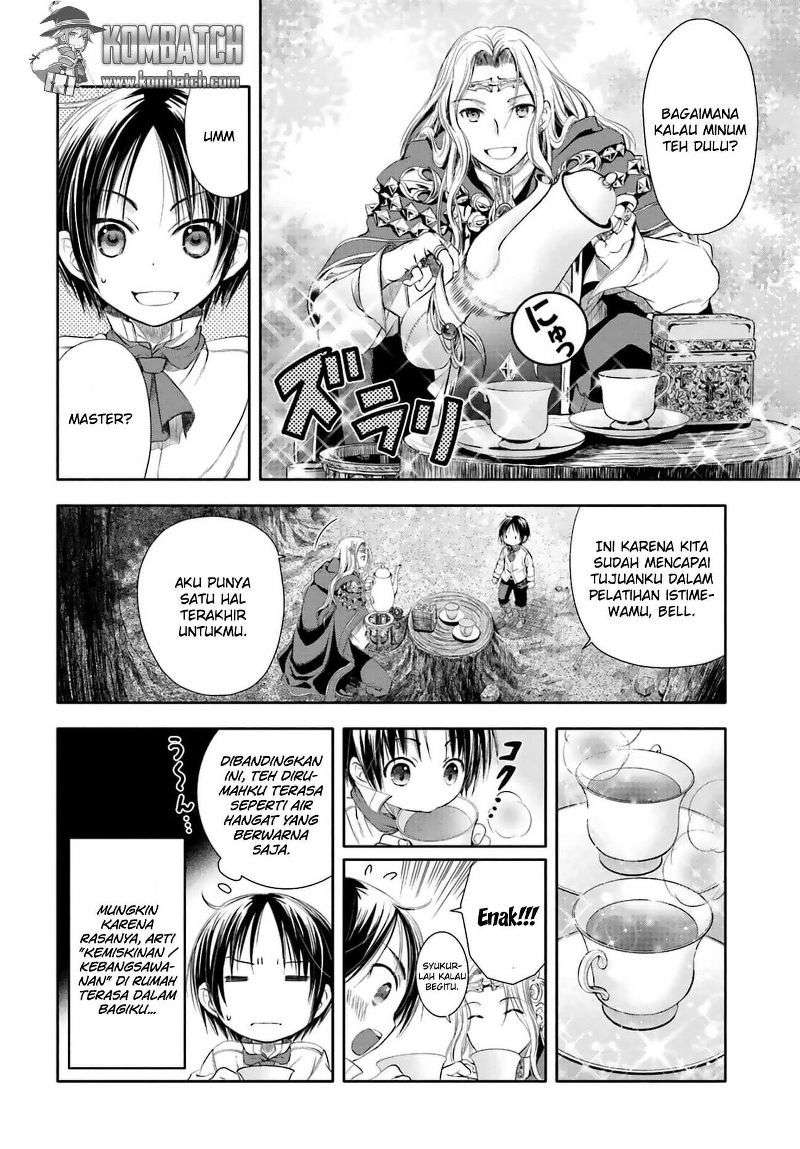 KOMBATCH
www.kombatch.com
BAGAIMANA
KALAU MINUM
TEH DULU?
にゅっ
ズラリ
UMM
MASTER?
INI KARENA KITA
SUDAH MENCAPAI
TUJUANKU DALAM
PELATIHAN ISTIME-
WAMU, BELL.
AKU PUNYA
SATU HAL
TERAKHIR
UNTUKMU.
コク…
Enak!!!
SYUKUR-
LAH KALAU
BEGITU.
DIBANDINGKAN
INI, TEH DIRU-
MAHKU TERASA
SEPERTI AIR
HANGAT YANG
BERWARNA
SAJA.
う〜〜ん…
MUNGKIN
KARENA
RASANYA, ARTI
"KEMISKINAN /
KEBANGSAWA-
NAN" DI RUMAH
TERASA DALAM
BAGIKU...